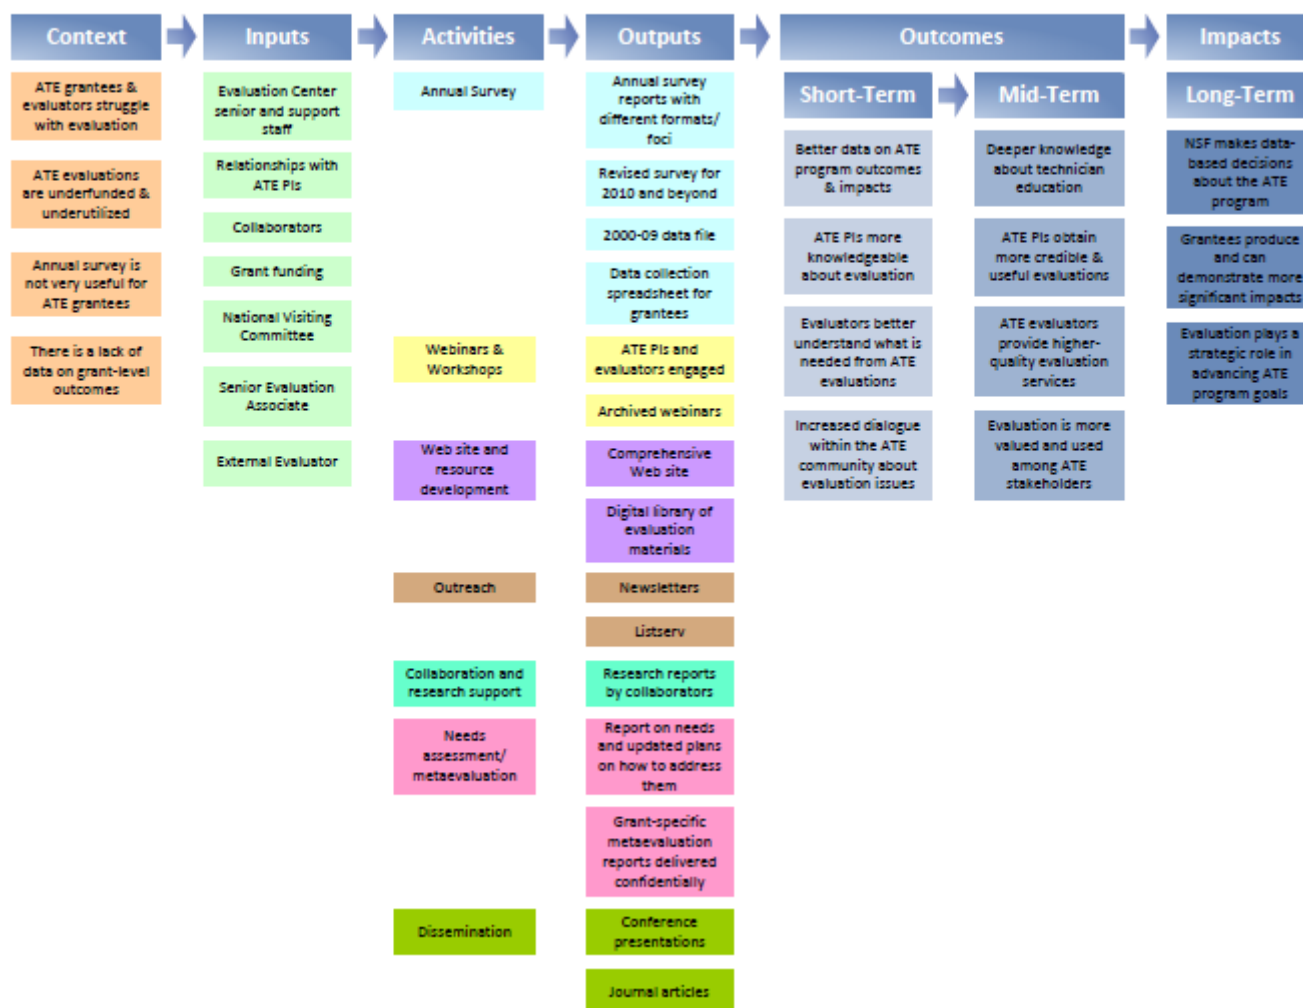 Context
Inputs
Activities
Outputs
Outcomes
Impacts
Short-Term
Mid-Term
Long-Term
ATE grantees &
evaluators struggle
with evaluation
ATE evaluations
are underfunded &
underutilized
Annual survey is
not very useful for
ATE grantees
There is a lack of
data on grant-level
outcomes
Evaluation Center
senior and support
staff
Relationships with
ATE PIs
Collaborators
Grant funding
National Visiting
Committee
Senior Evaluation
Associate
External Evaluator
Annual Survey
Webinars &
Workshops
Web site and
resource
development
Outreach
Collaboration and
research support
Needs
assessment/
metaevaluation
Dissemination
Annual survey
reports with
different formats/
foci
Revised survey for
2010 and beyond
2000-09 data file
Data collection
spreadsheet for
grantees
ATE PIs and
evaluators engaged
Archived webinars
Comprehensive
Web site
Digital library of
evaluation
materials
Newsletters
Listserv
Research reports
by collaborators
Report on needs
and updated plans
on how to address
them
Grant-specific
metaevaluation
reports delivered
confidentially
Conference
presentations
Journal articles
Better data on ATE
program outcomes
& impacts
ATE PIs more
knowledgeable
about evaluation
Evaluators better
understand what is
needed from ATE
evaluations
Increased dialogue
within the ATE
community about
evaluation issues
Deeper knowledge
about technician
education
ATE PIs obtain
more credible &
useful evaluations
ATE evaluators
provide higher-
quality evaluation
services
Evaluation is more
valued and used
among ATE
stakeholders
NSF makes data-
based decisions
about the ATE
program
Grantees produce
and can
demonstrate more
significant impacts
Evaluation plays a
strategic role in
advancing ATE
program goals